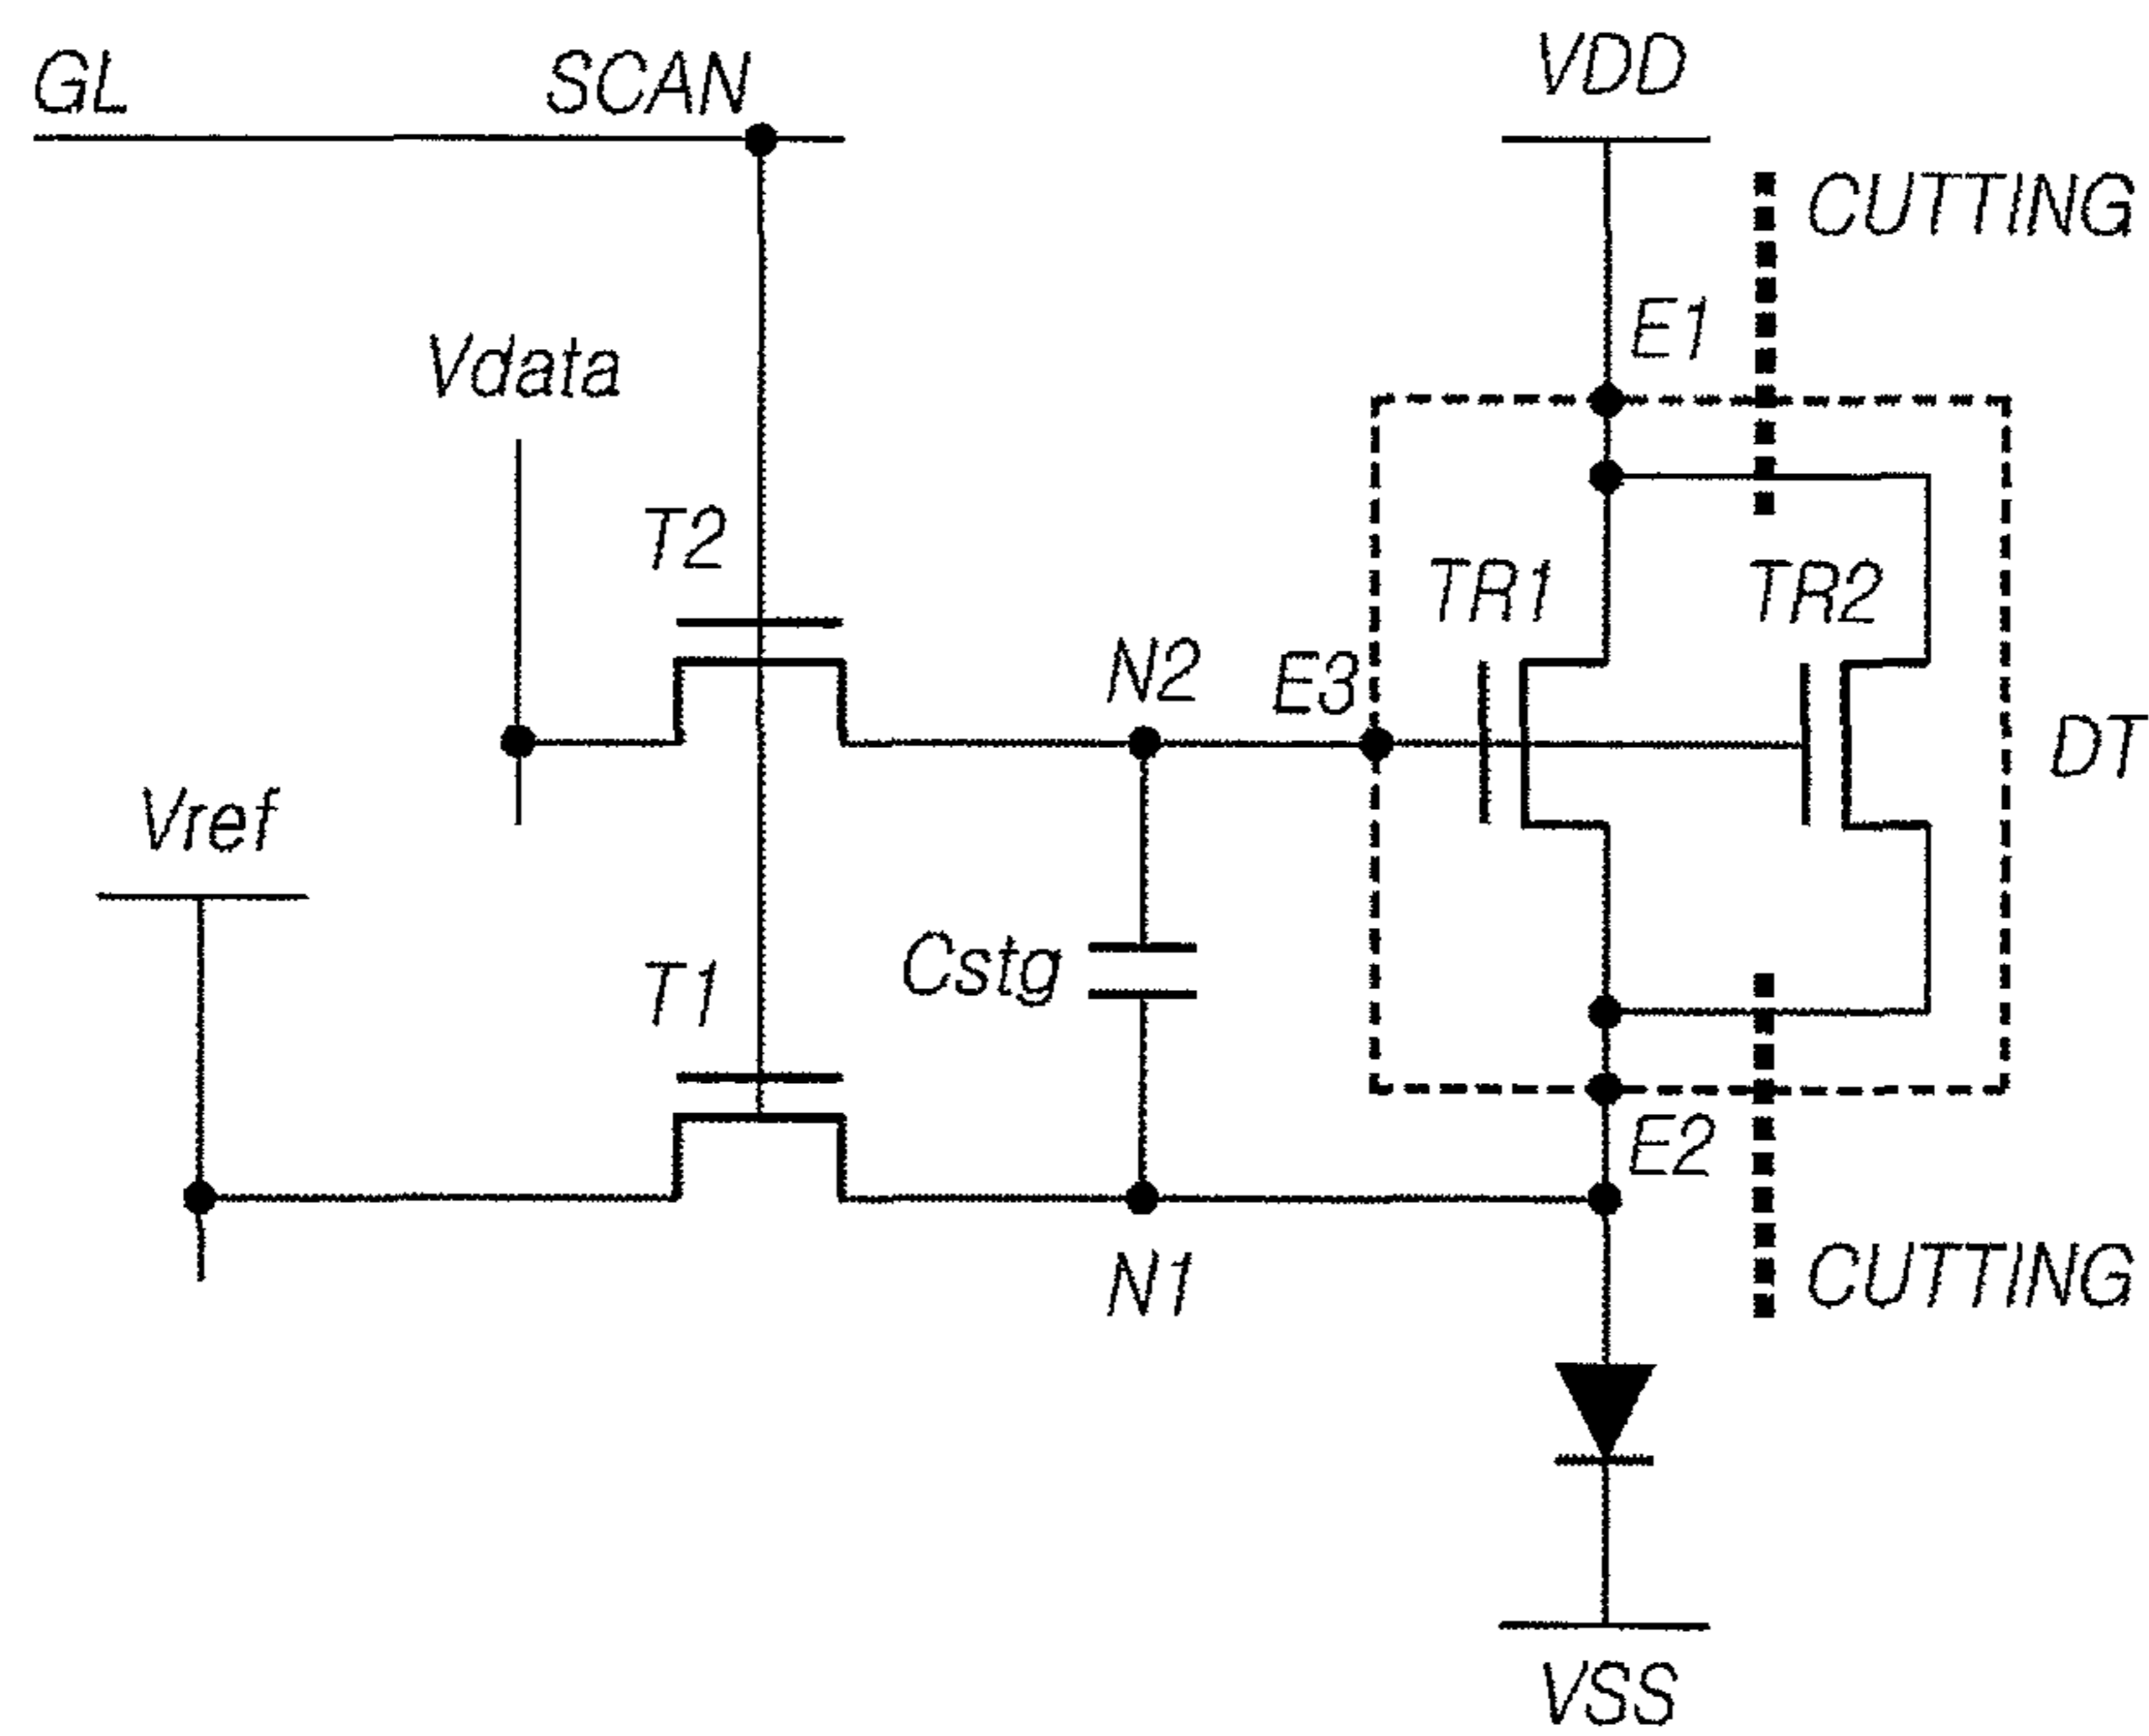 GL
SCAN
VDD
CUTTING
E1
Vdata
T2
TR1
TR2
N2
E3
DT
Vref
T1
Cstg
E2
N1
CUTTING
VSS